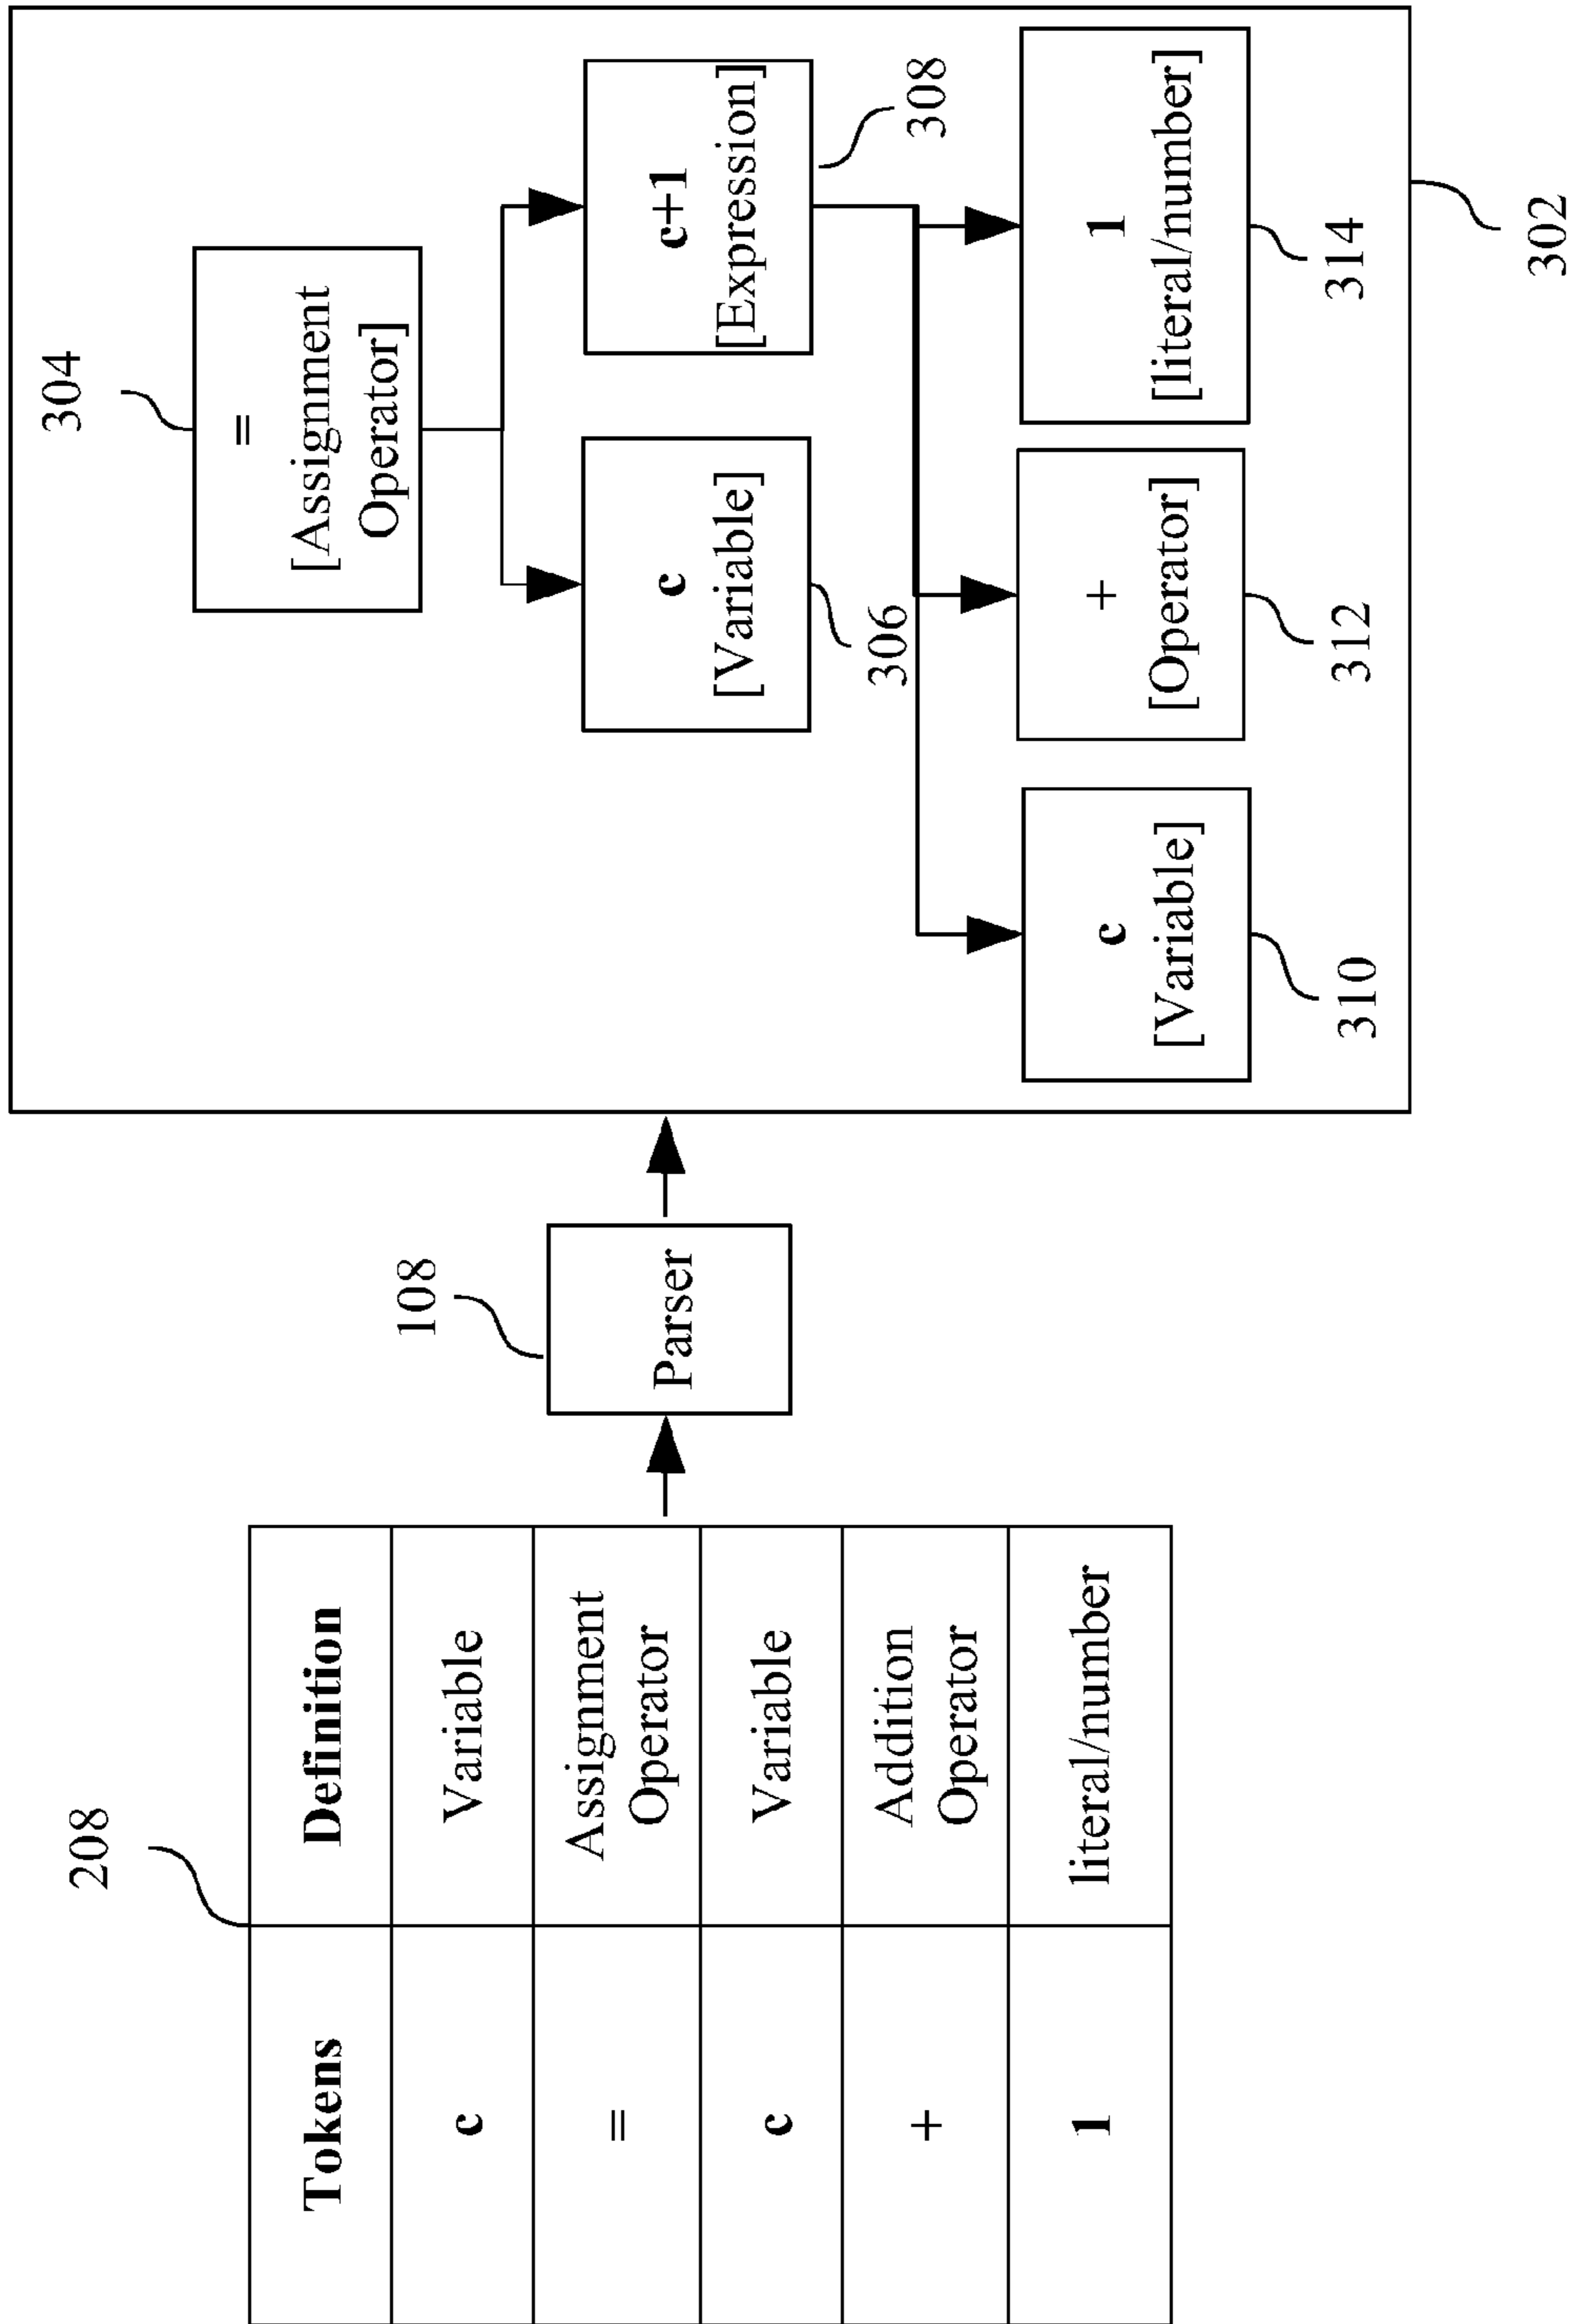 208
Tokens Definition
c Variable
= Assignment
Operator
c Variable
+ Addition
Operator
1 literal/number
108
Parser
304
=
[Assignment
Operator]
c
[Variable]
306
c+1
[Expression]
308
c
[Variable]
310
+
[Operator]
312
1
[literal/number]
314
302